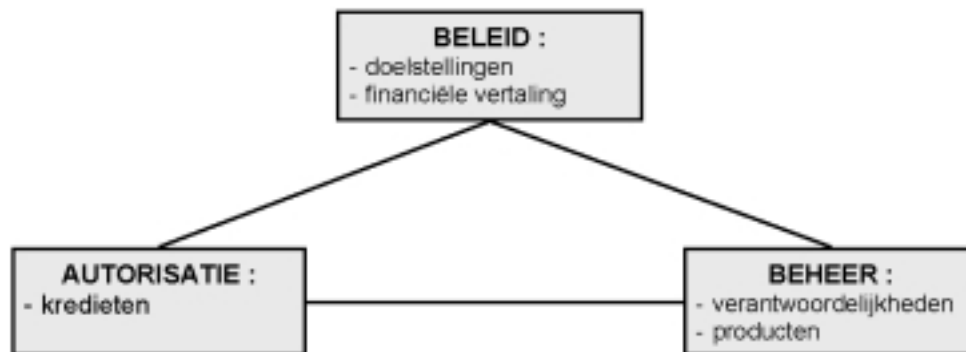 BELEID :
- doelstellingen
- financiële vertaling
AUTORISATIE :
- kredieten
BEHEER :
- verantwoordelijkheden
- producten